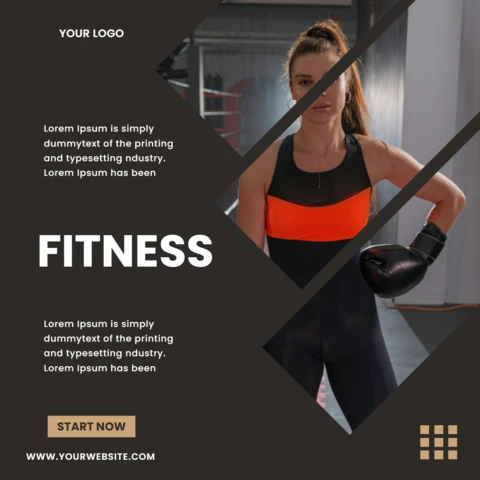 YOUR LOGO
Lorem Ipsum is simply
dummytext of the printing
and typesetting ndustry.
Lorem Ipsum has been
FITNESS
Lorem Ipsum is simply
dummytext of the printing
and typesetting ndustry.
Lorem Ipsum has been
START NOW
WWW.YOURWEBSITE.COM